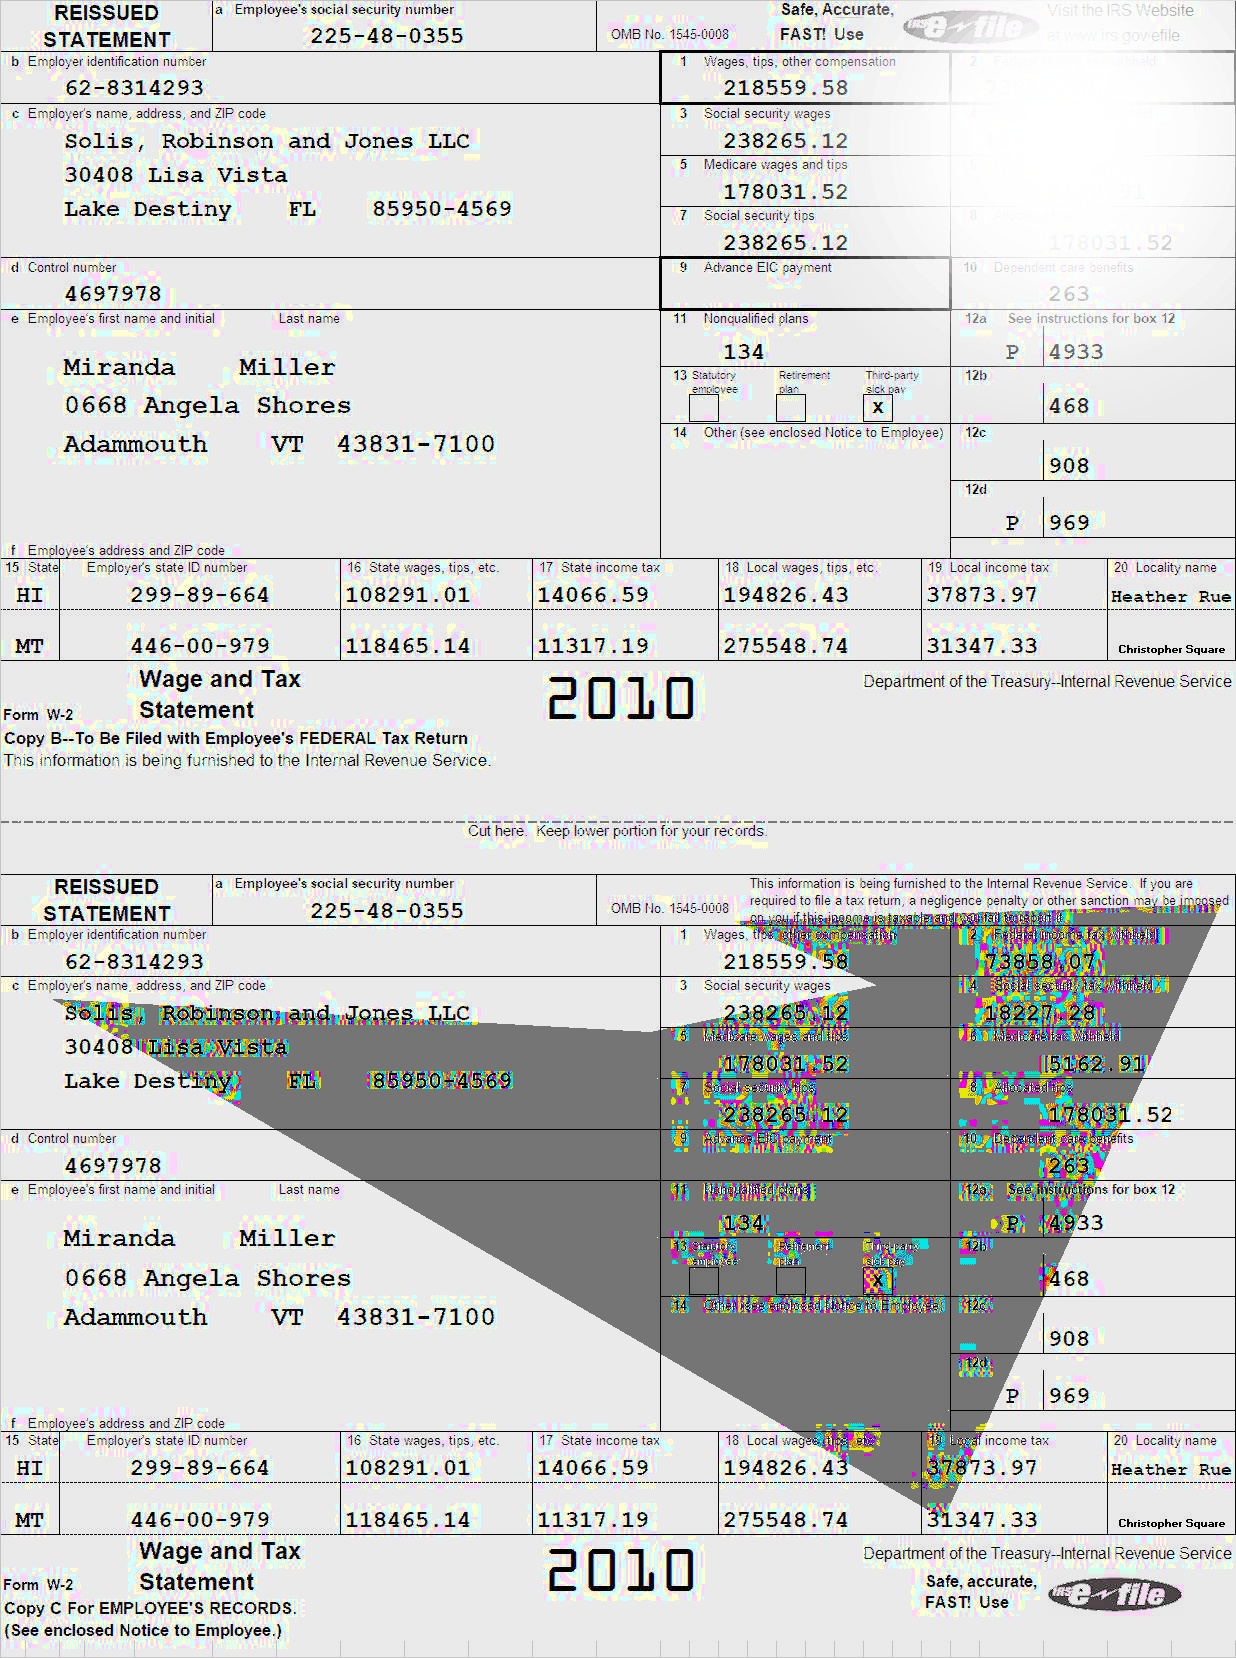 REISSUED STATEMENT
a Employee's social security number
225-48-0355
OMB No. 1545-0008
Safe, Accurate, FAST! Use
IRS e-file
Visit the IRS Website
at www.irs.gov/efile
b Employer identification number
62-8314293
1 Wages, tips, other compensation
218559.58
2
c Employer's name, address, and ZIP code
Solis, Robinson and Jones LLC
30408 Lisa Vista
Lake Destiny FL 85950-4569
3 Social security wages
238265.12
5 Medicare wages and tips
178031.52
7 Social security tips
238265.12
8
178031.52
d Control number
4697978
9 Advance EIC payment
10 Dependent care benefits
263
e Employee's first name and initial Last name
Miranda Miller
0668 Angela Shores
Adammouth VT 43831-7100
11 Nonqualified plans
134
12a See instructions for box 12
P 4933
13 Statutory employee Retirement plan Third-party sick pay
X
12b
468
14 Other (see enclosed Notice to Employee)
12c
908
12d
P 969
f Employee's address and ZIP code
15 State Employer's state ID number 16 State wages, tips, etc. 17 State income tax 18 Local wages, tips, etc. 19 Local income tax 20 Locality name
HI 299-89-664 108291.01 14066.59 194826.43 37873.97 Heather Rue
MT 446-00-979 118465.14 11317.19 275548.74 31347.33 Christopher Square
Form W-2 Wage and Tax Statement
2010
Department of the Treasury--Internal Revenue Service
Copy B--To Be Filed with Employee's FEDERAL Tax Return
This information is being furnished to the Internal Revenue Service.
Cut here. Keep lower portion for your records.
REISSUED STATEMENT
a Employee's social security number
225-48-0355
OMB No. 1545-0008
This information is being furnished to the Internal Revenue Service. If you are
required to file a tax return, a negligence penalty or other sanction may be imposed
on you if this income is taxable and you fail to report it.
b Employer identification number
62-8314293
1 Wages, tips, other compensation
218559.58
2 Federal income tax withheld
73858.07
c Employer's name, address, and ZIP code
Solis, Robinson and Jones LLC
30408 Lisa Vista
Lake Destiny FL 85950-4569
3 Social security wages
238265.12
4 Social security tax withheld
18227.28
5 Medicare wages and tips
178031.52
6 Medicare tax withheld
5162.91
7 Social security tips
238265.12
8 Allocated tips
178031.52
d Control number
4697978
9 Advance EIC payment
10 Dependent care benefits
263
e Employee's first name and initial Last name
Miranda Miller
0668 Angela Shores
Adammouth VT 43831-7100
11 Nonqualified plans
134
12a See instructions for box 12
P 4933
13 Statutory employee Retirement plan Third-party sick pay
X
12b
468
14 Other (see enclosed Notice to Employee)
12c
908
12d
P 969
f Employee's address and ZIP code
15 State Employer's state ID number 16 State wages, tips, etc. 17 State income tax 18 Local wages, tips, etc. 19 Local income tax 20 Locality name
HI 299-89-664 108291.01 14066.59 194826.43 37873.97 Heather Rue
MT 446-00-979 118465.14 11317.19 275548.74 31347.33 Christopher Square
Form W-2 Wage and Tax Statement
2010
Department of the Treasury--Internal Revenue Service
Safe, accurate, FAST! Use
IRS e-file
Copy C For EMPLOYEE'S RECORDS.
(See enclosed Notice to Employee.)